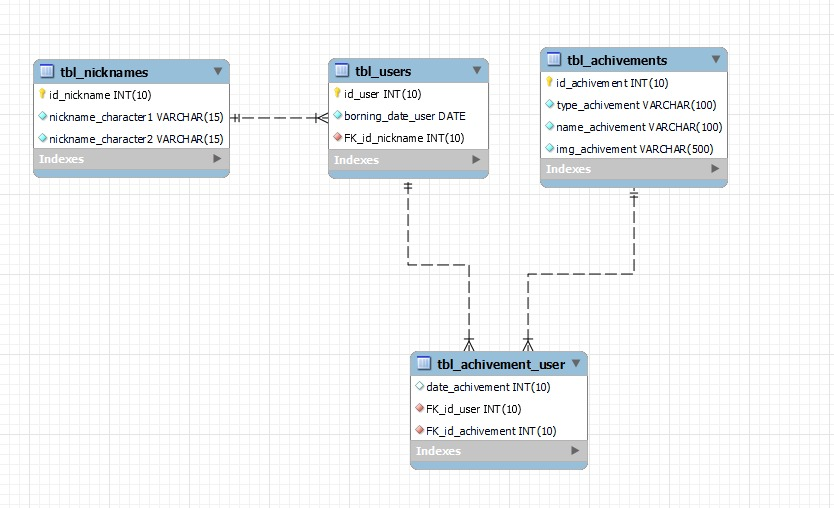 tbl_nicknames
id_nickname INT(10)
nickname_character1 VARCHAR(15)
nickname_character2 VARCHAR(15)
Indexes
tbl_users
id_user INT(10)
borning_date_user DATE
FK_id_nickname INT(10)
Indexes
tbl_achivements
id_achivement INT(10)
type_achivement VARCHAR(100)
name_achivement VARCHAR(100)
img_achivement VARCHAR(500)
Indexes
tbl_achivement_user
date_achivement INT(10)
FK_id_user INT(10)
FK_id_achivement INT(10)
Indexes